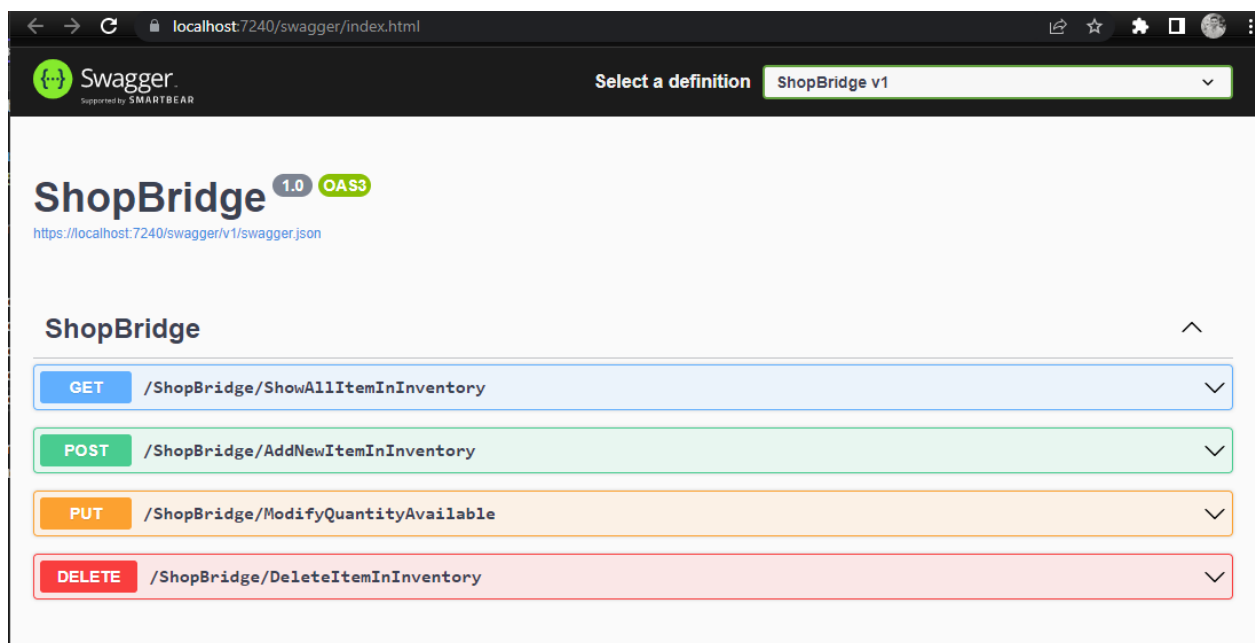 localhost:7240/swagger/index.html
Swagger.
Supported by SMARTBEAR
Select a definition
ShopBridge v1
ShopBridge 1.0 OAS3
https://localhost:7240/swagger/v1/swagger.json
ShopBridge
GET /ShopBridge/ShowAllItemInInventory
POST /ShopBridge/AddNewItemInInventory
PUT /ShopBridge/ModifyQuantityAvailable
DELETE /ShopBridge/DeleteItemInInventory